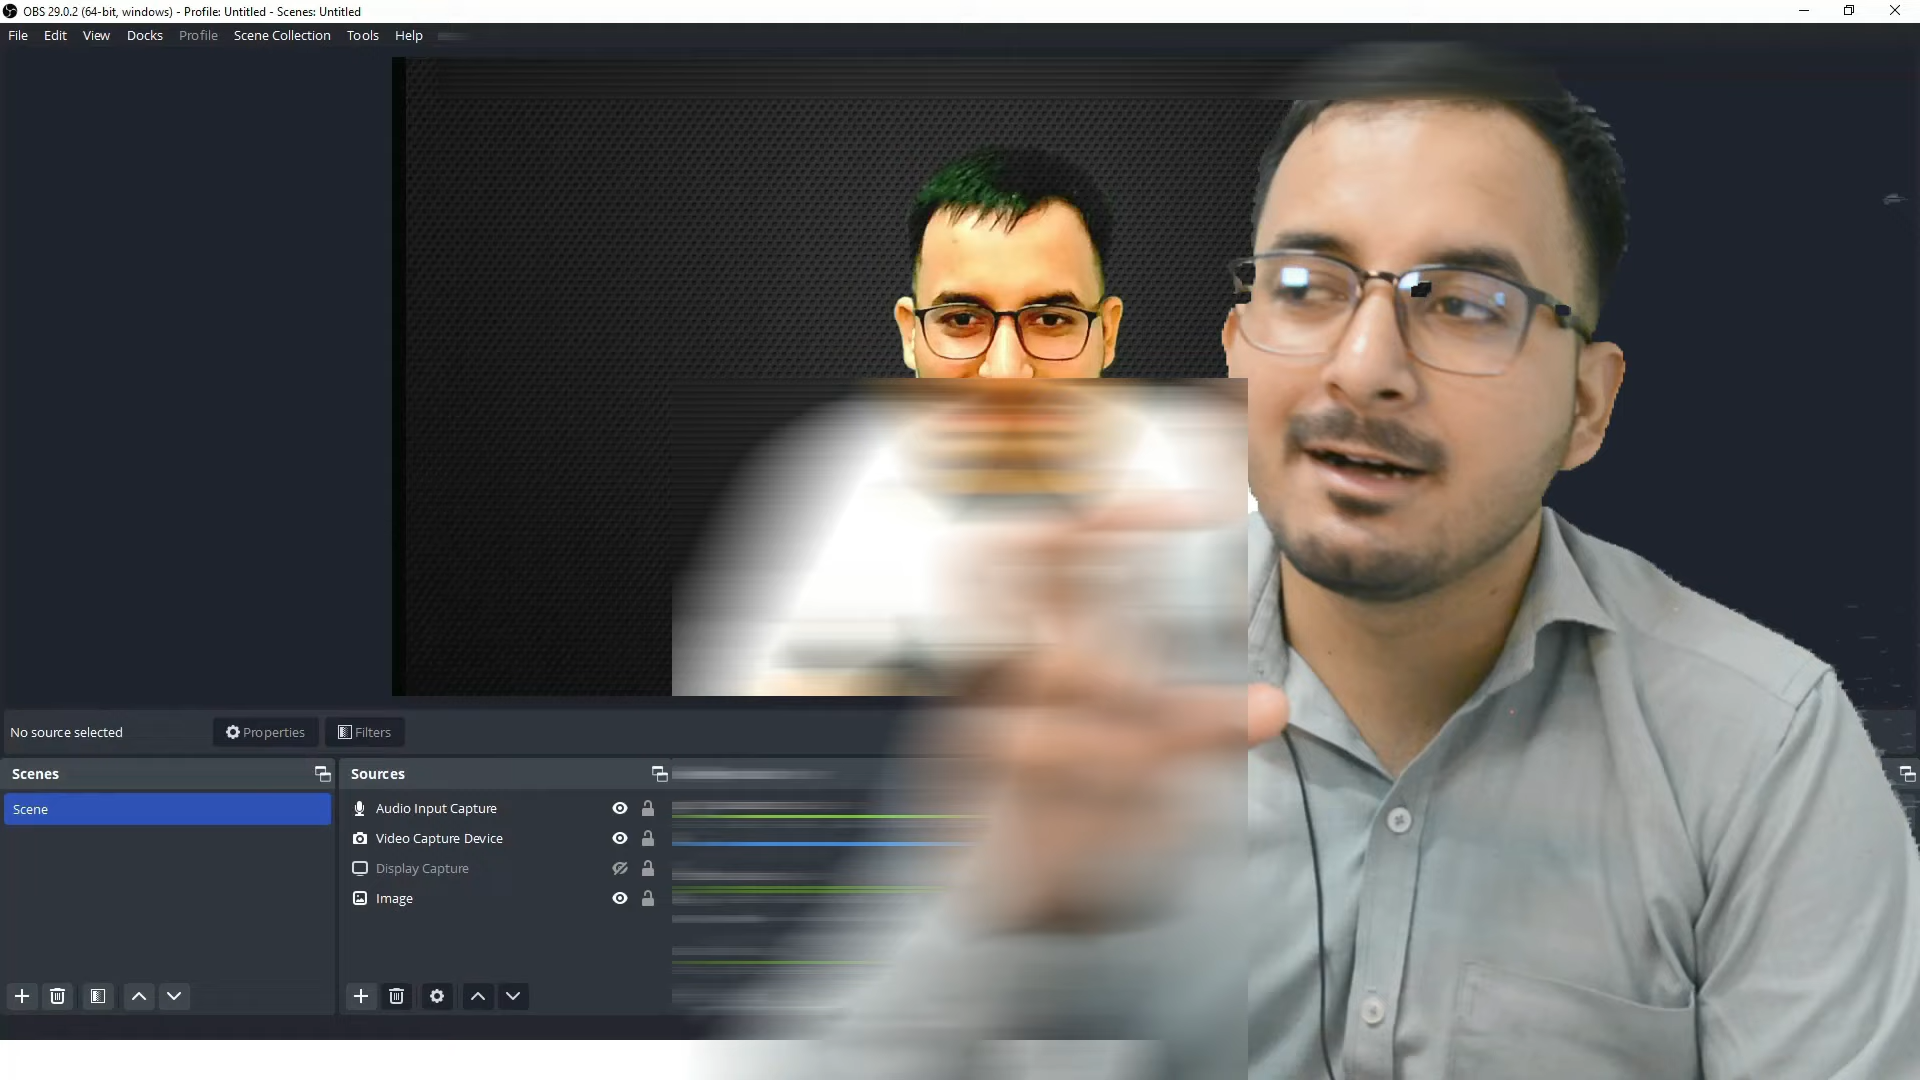 OBS 29.0.2 (64-bit, windows) - Profile: Untitled - Scenes: Untitled
File Edit View Docks Profile Scene Collection Tools Help
No source selected Properties Filters
Scenes
Scene
Sources
Audio Input Capture
Video Capture Device
Display Capture
Image